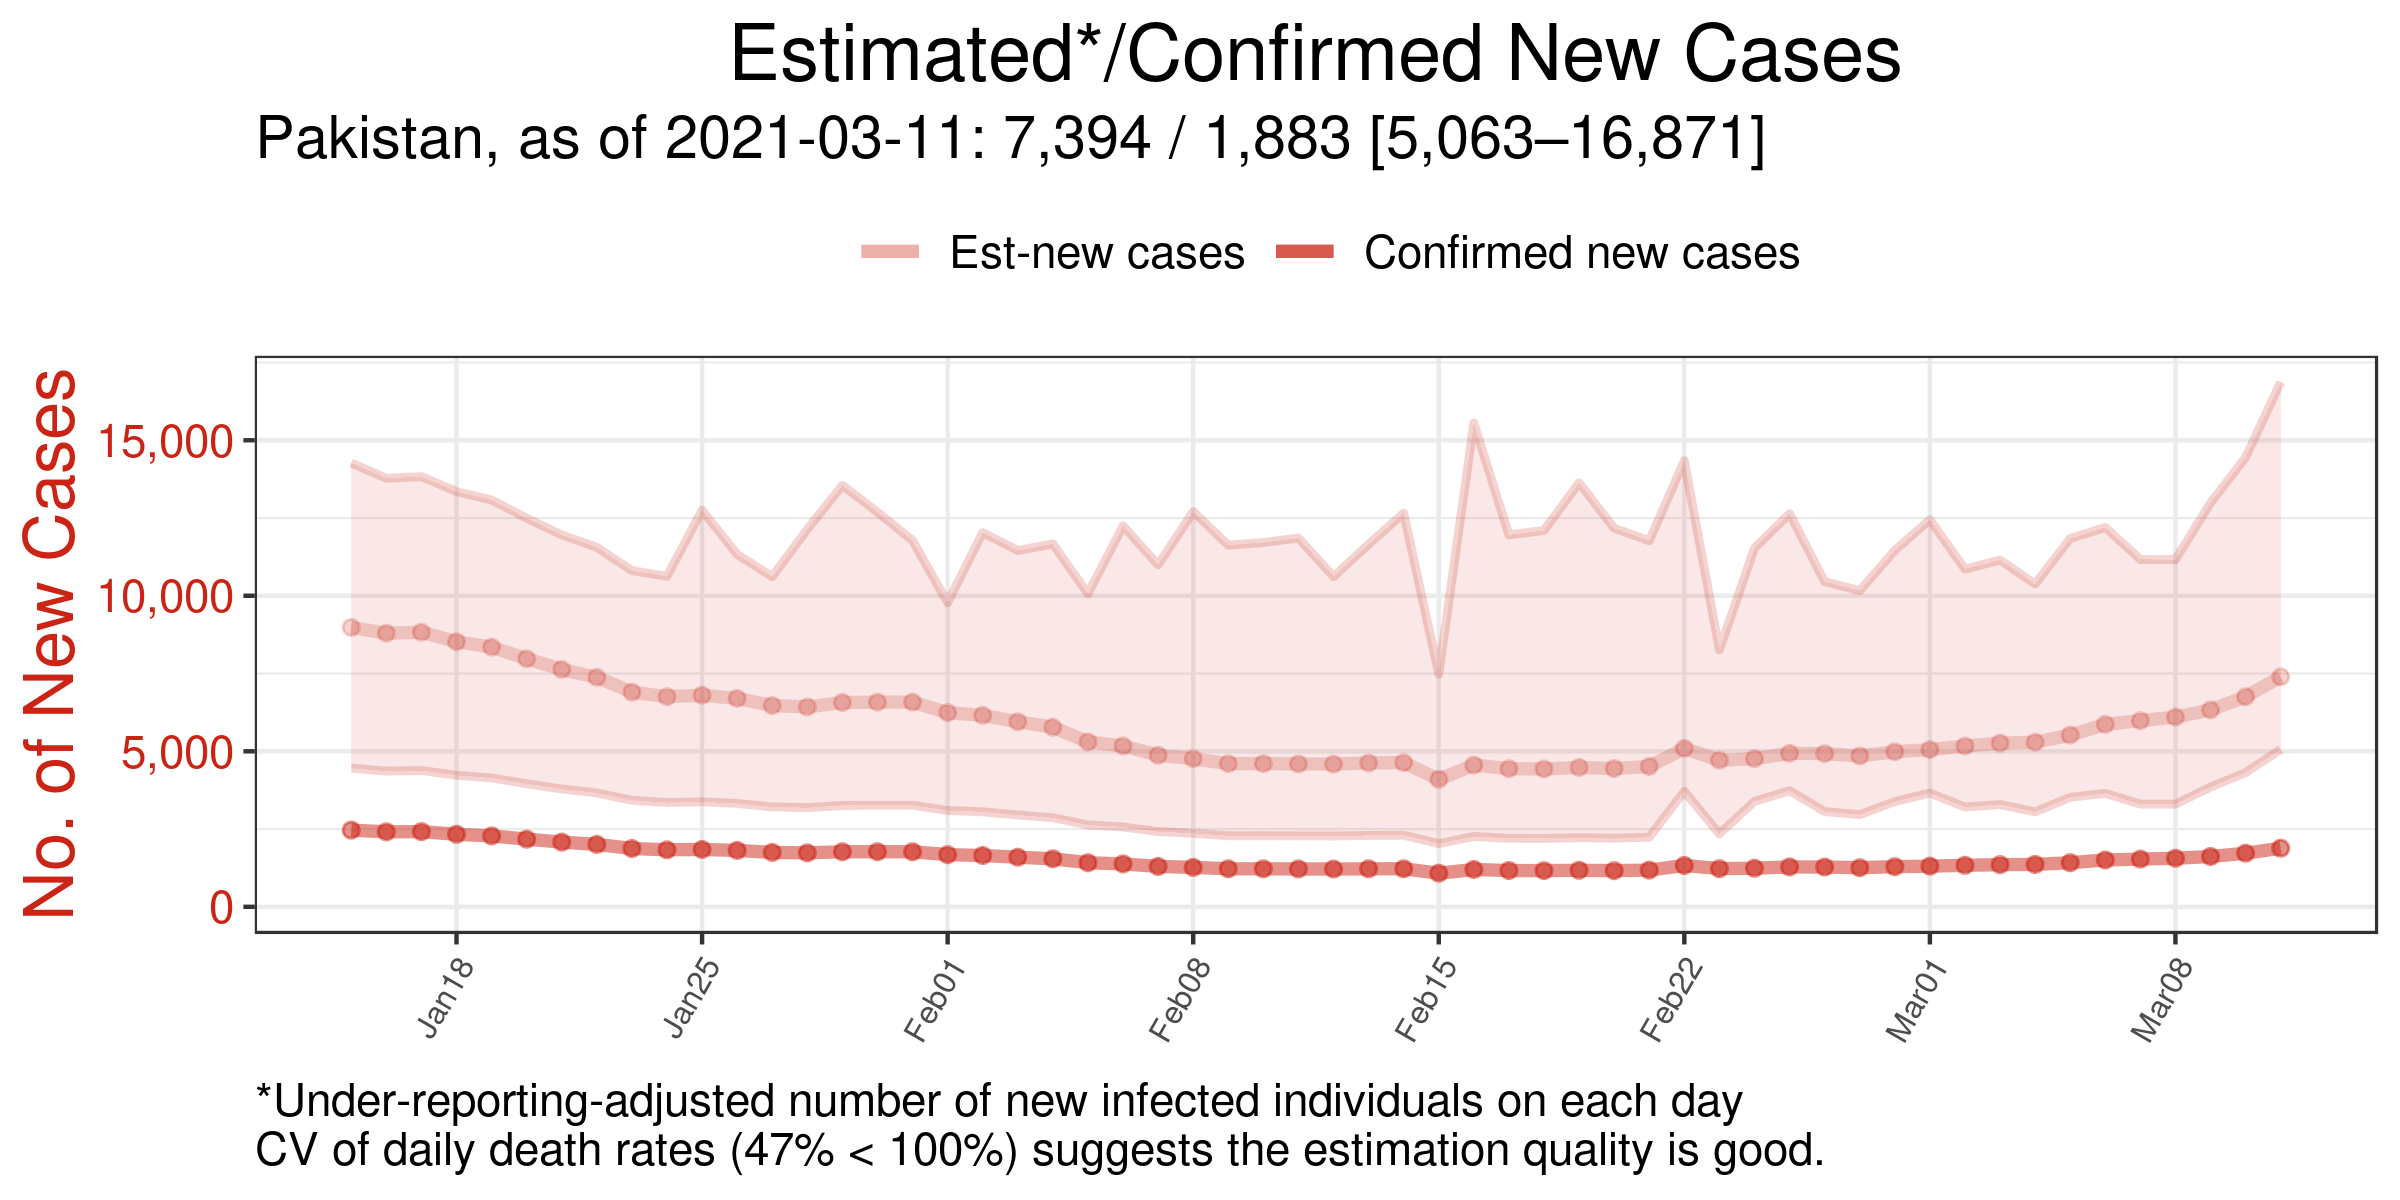 Estimated*/Confirmed New Cases
Pakistan, as of 2021-03-11: 7,394 / 1,883 [5,063–16,871]
Est-new cases
Confirmed new cases
No. of New Cases
15,000
10,000
5,000
0
Jan18
Jan25
Feb01
Feb08
Feb15
Feb22
Mar01
Mar08
*Under-reporting-adjusted number of new infected individuals on each day
CV of daily death rates (47% < 100%) suggests the estimation quality is good.